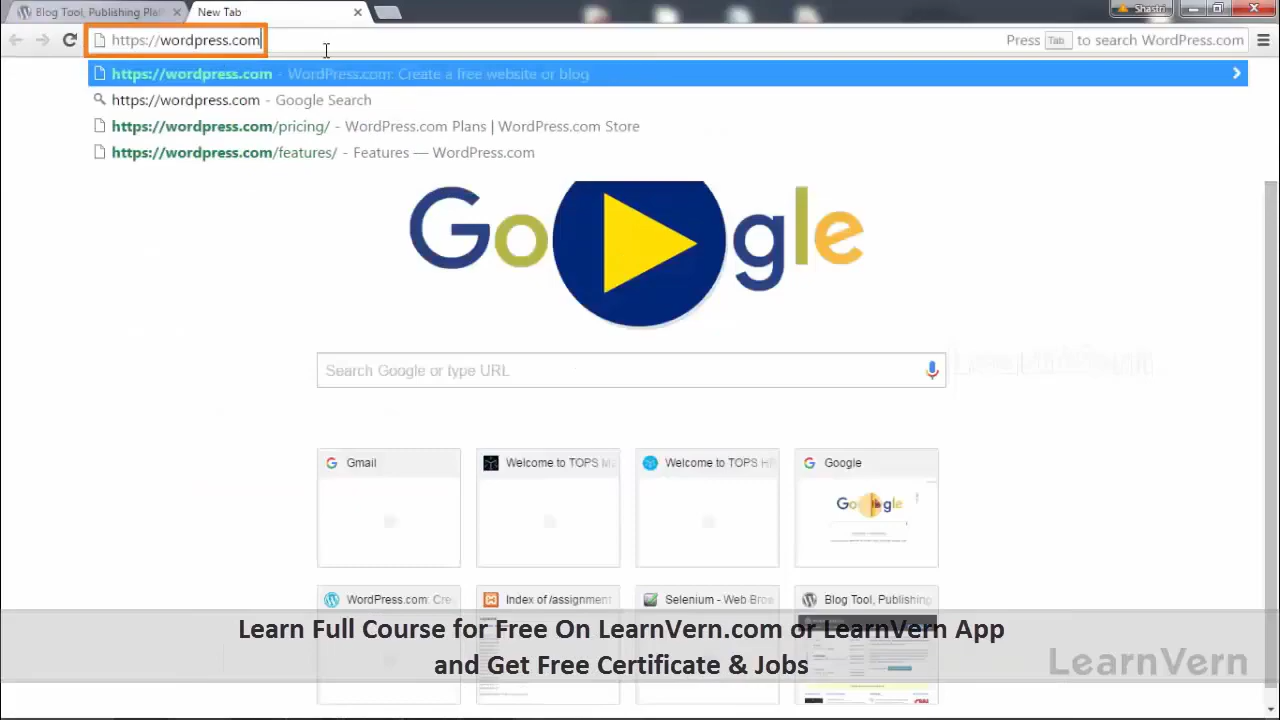 Blog Tool, Publishing Plat
New Tab
Shastri
https://wordpress.com
Press Tab to search WordPress.com
https://wordpress.com - WordPress.com: Create a free website or blog
https://wordpress.com - Google Search
https://wordpress.com/pricing/ - WordPress.com Plans | WordPress.com Store
https://wordpress.com/features/ - Features — WordPress.com
Google
Search Google or type URL
Gmail
Welcome to TOPS M
Welcome to TOPS H
Google
WordPress.com: Cre
Index of /assignment
Selenium - Web Brow
Blog Tool, Publishing
Learn Full Course for Free On LearnVern.com or LearnVern App
and Get Free Certificate & Jobs
LearnVern